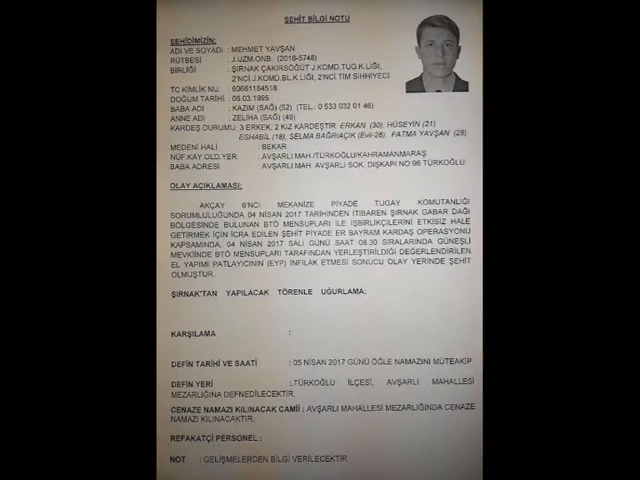 ŞEHİT BİLGİ NOTU
ŞEHİDİMİZİN;
ADI VE SOYADI : MEHMET YAVŞAN
RÜTBESİ : J.UZM.ONB. (2016-5748)
BİRLİĞİ : ŞIRNAK ÇAKIRSÖĞÜT J.KOMD.TUG.K.LIĞI,
2'NCİ J.KOMD.BL.K.LIĞI, 2'NCİ TİM SIHHİYECİ
TC KİMLİK NU. : 60661184518
DOĞUM TARİHİ : 06.03.1995
BABA ADI : KAZIM (SAĞ) (52) (TEL.: 0 533 032 01 46)
ANNE ADI : ZELİHA (SAĞ) (49)
KARDEŞ DURUMU: 3 ERKEK, 2 KIZ KARDEŞTİR ERKAN (30), HÜSEYİN (21)
ESHABİL (18), SELMA BAĞRIAÇIK (Evli-26), FATMA YAVŞAN (28)
MEDENİ HALİ : BEKAR
NÜF.KAY.OLD.YER. : AVŞARLI MAH./TÜRKOĞLU/KAHRAMANMARAŞ
BABA ADRESİ : AVŞARLI MAH. AVŞARLI SOK. DIŞKAPI NO:96 TÜRKOĞLU
OLAY AÇIKLAMASI;
AKÇAY 6'NCI MEKANİZE PİYADE TUGAY KOMUTANLIĞI
SORUMLULUĞUNDA 04 NİSAN 2017 TARİHİNDEN İTİBAREN ŞIRNAK GABAR DAĞI
BÖLGESİNDE BULUNAN BTÖ MENSUPLARI İLE İŞBİRLİKÇİLERİNİ ETKİSİZ HALE
GETİRMEK İÇİN İCRA EDİLEN ŞEHİT PİYADE ER BAYRAM KARDAŞ OPERASYONU
KAPSAMINDA, 04 NİSAN 2017 SALI GÜNÜ SAAT 08.30 SIRALARINDA GÜNEŞLİ
MEVKİİNDE BTÖ MENSUPLARI TARAFINDAN YERLEŞTİRİLDİĞİ DEĞERLENDİRİLEN
EL YAPIMI PATLAYICININ (EYP) İNFİLAK ETMESİ SONUCU OLAY YERİNDE ŞEHİT
OLMUŞTUR.
ŞIRNAK'TAN YAPILACAK TÖRENLE UĞURLAMA:
KARŞILAMA :
DEFİN TARİHİ VE SAATİ : 05 NİSAN 2017 GÜNÜ ÖĞLE NAMAZINI MÜTEAKİP
DEFİN YERİ :.TÜRKOĞLU İLÇESİ, AVŞARLI MAHALLESİ
MEZARLIĞINA DEFNEDİLECEKTİR.
CENAZE NAMAZI KILINACAK CAMİİ : AVŞARLI MAHALLESİ MEZARLIĞINDA CENAZE
NAMAZI KILINACAKTIR.
REFAKATÇİ PERSONEL :
NOT : GELİŞMELERDEN BİLGİ VERİLECEKTİR